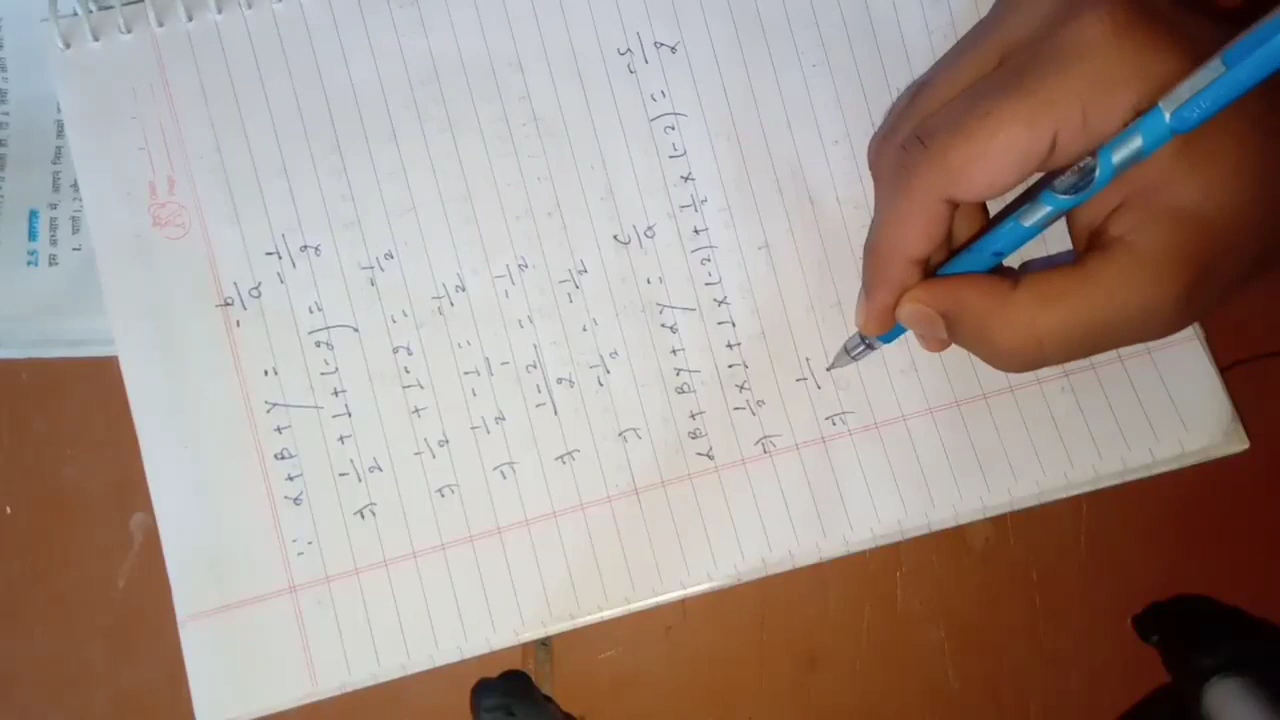 2.5 सारांश
∵ α + β + γ = -b/a
⇒ 1/2 + 1 + (-2) = -1/2
⇒ 1/2 + 1 - 2 = -1/2
⇒ 1/2 - 1/1 = -1/2
⇒ 1-2/2 = -1/2
⇒ -1/2 = -1/2
αβ + βγ + αγ = c/a
⇒ 1/2 × 1 + 1 × (-2) + 1/2 × (-2) = -5/2
⇒ 1